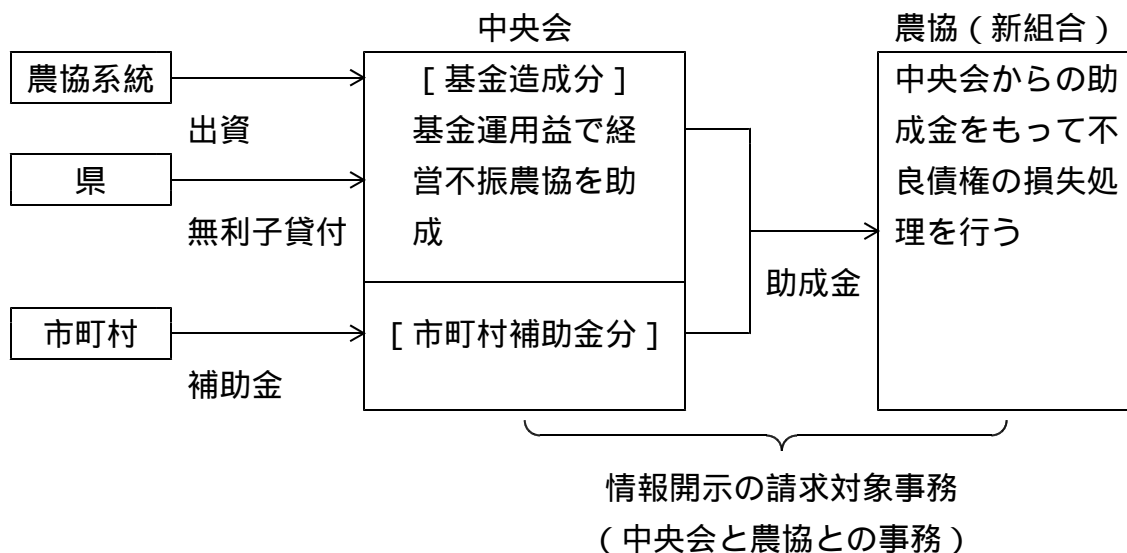 中央会
農協（新組合）
農協系統
出資
県
無利子貸付
市町村
補助金
[基金造成分]
基金運用益で経
営不振農協を助
成
[市町村補助金分]
助成金
中央会からの助
成金をもって不
良債権の損失処
理を行う
情報開示の請求対象事務
（中央会と農協との事務）